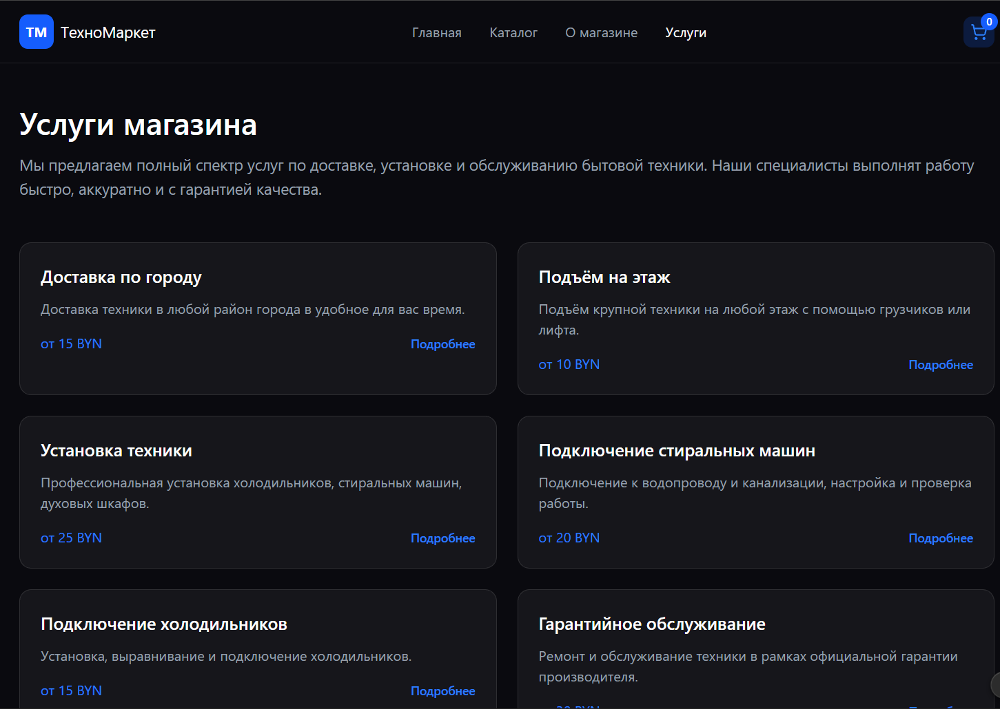 ТМ ТехноМаркет Главная Каталог О магазине Услуги 0
Услуги магазина
Мы предлагаем полный спектр услуг по доставке, установке и обслуживанию бытовой техники. Наши специалисты выполнят работу
быстро, аккуратно и с гарантией качества.
Доставка по городу
Доставка техники в любой район города в удобное для вас время.
от 15 BYN Подробнее
Подъём на этаж
Подъём крупной техники на любой этаж с помощью грузчиков или
лифта.
от 10 BYN Подробнее
Установка техники
Профессиональная установка холодильников, стиральных машин,
духовых шкафов.
от 25 BYN Подробнее
Подключение стиральных машин
Подключение к водопроводу и канализации, настройка и проверка
работы.
от 20 BYN Подробнее
Подключение холодильников
Установка, выравнивание и подключение холодильников.
от 15 BYN Подробнее
Гарантийное обслуживание
Ремонт и обслуживание техники в рамках официальной гарантии
производителя.